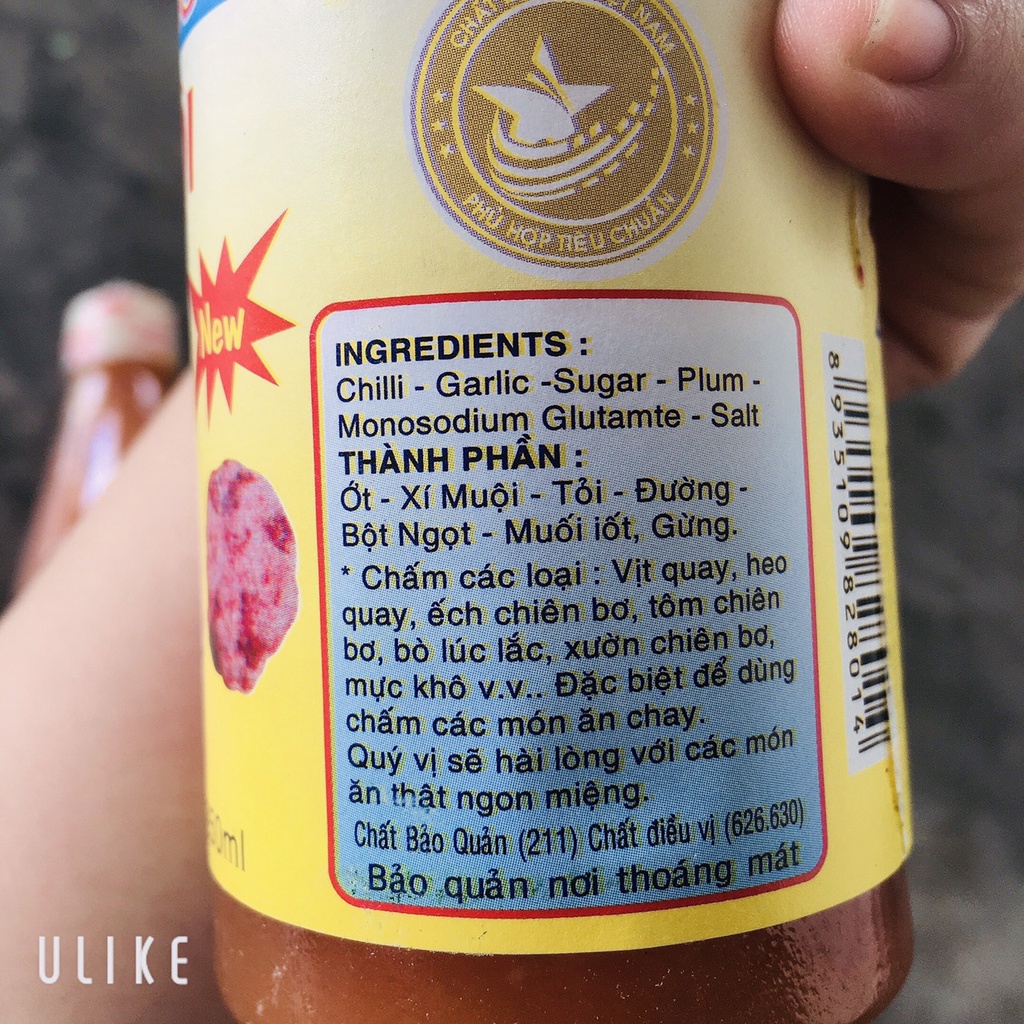 PHÙ HỢP TIÊU CHUẨN
New
INGREDIENTS :
Chilli - Garlic -Sugar - Plum -
Monosodium Glutamte - Salt
THÀNH PHẦN :
Ớt - Xí Muội - Tỏi - Đường -
Bột Ngọt - Muối iốt, Gừng.
* Chấm các loại : Vịt quay, heo
quay, ếch chiên bơ, tôm chiên
bơ, bò lúc lắc, xườn chiên bơ,
mực khô v.v.. Đặc biệt để dùng
chấm các món ăn chay.
Quý vị sẽ hài lòng với các món
ăn thật ngon miệng.
Chất Bảo Quản (211) Chất điều vị (626.630)
Bảo quản nơi thoáng mát
8935109828014
ULIKE